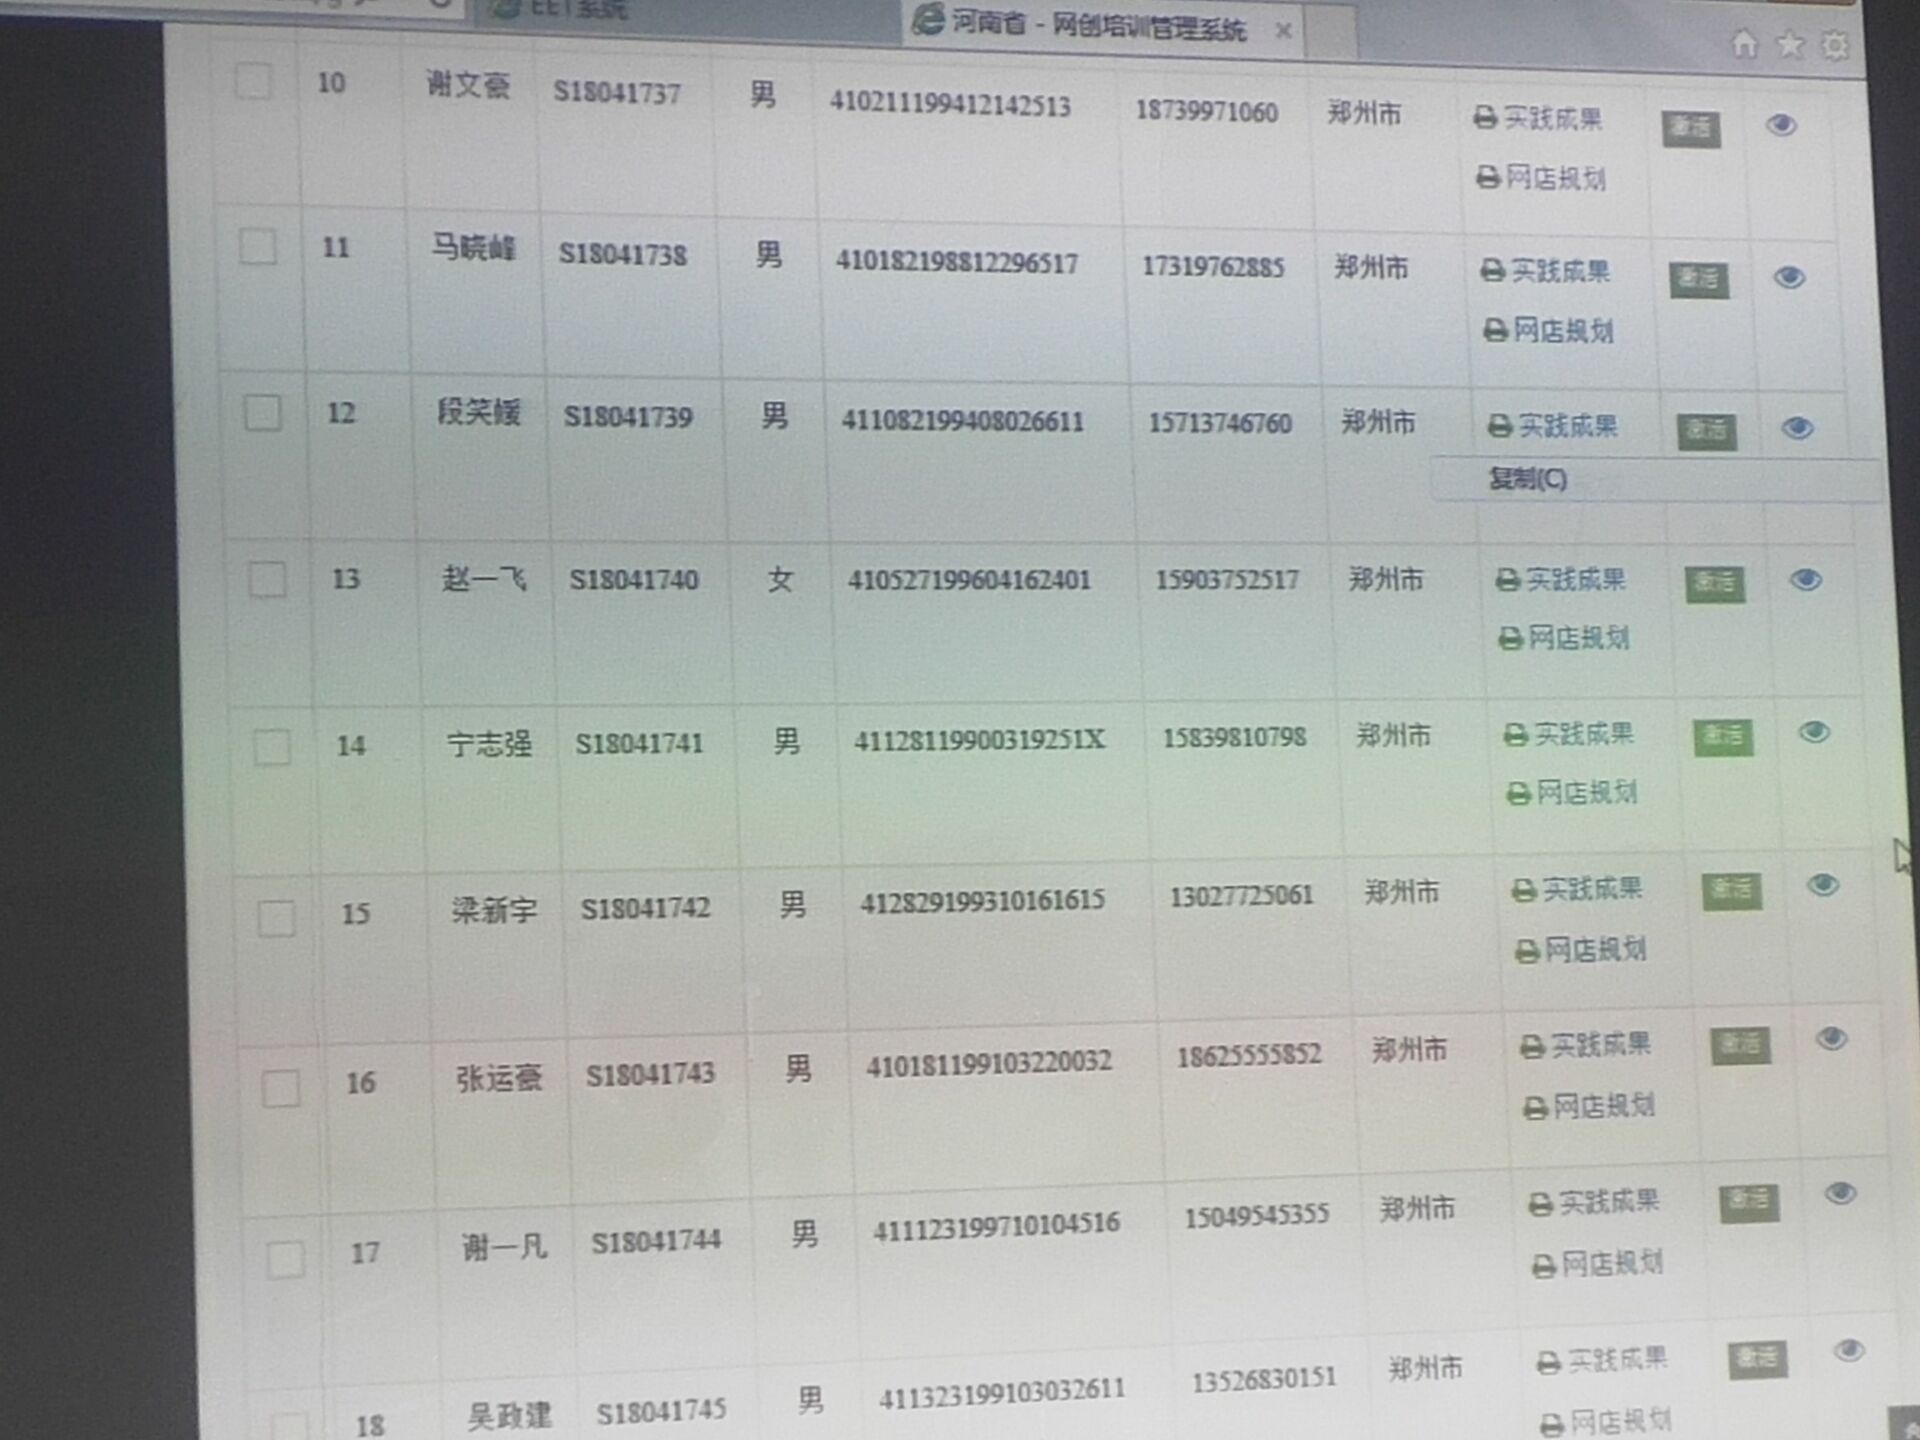 EET系统
河南省 - 网创培训管理系统
10 谢文豪 S18041737 男 410211199412142513 18739971060 郑州市 实践成果 激活
网店规划
11 马晓峰 S18041738 男 410182198812296517 17319762885 郑州市 实践成果 激活
网店规划
12 段笑媛 S18041739 男 411082199408026611 15713746760 郑州市 实践成果 激活
复制(C)
13 赵一飞 S18041740 女 410527199604162401 15903752517 郑州市 实践成果 激活
网店规划
14 宁志强 S18041741 男 41128119900319251X 15839810798 郑州市 实践成果 激活
网店规划
15 梁新宇 S18041742 男 412829199310161615 13027725061 郑州市 实践成果 激活
网店规划
16 张运豪 S18041743 男 410181199103220032 18625555852 郑州市 实践成果 激活
网店规划
17 谢一凡 S18041744 男 411123199710104516 15049545355 郑州市 实践成果 激活
网店规划
18 吴政建 S18041745 男 411323199103032611 13526830151 郑州市 实践成果 激活
网店规划